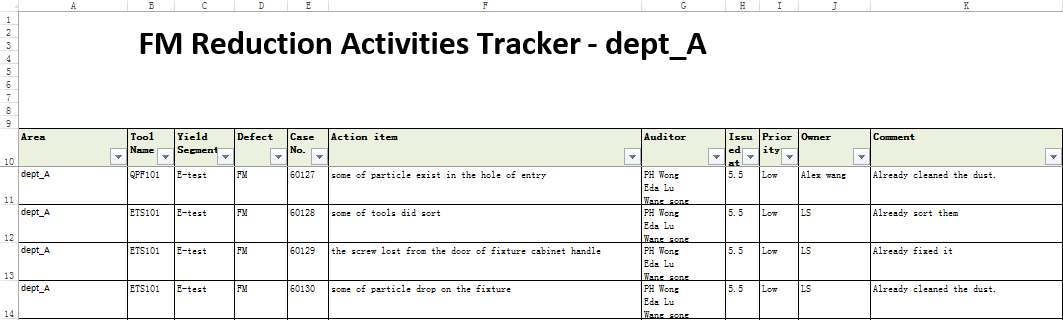 A B C D E F G H I J K
1
2
3
4
5
6
7
8
9
FM Reduction Activities Tracker - dept_A
10 Area Tool Name Yield Segment Defect Case No. Action item Auditor Issu ed at Prior ity Owner Comment
11 dept_A QPF101 E-test FM 60127 some of particle exist in the hole of entry PH Wong Eda Lu Wang song 5.5 Low Alex wang Already cleaned the dust.
12 dept_A ETS101 E-test FM 60128 some of tools did sort PH Wong Eda Lu Wang song 5.5 Low LS Already sort them
13 dept_A ETS101 E-test FM 60129 the screw lost from the door of fixture cabinet handle PH Wong Eda Lu Wang song 5.5 Low LS Already fixed it
14 dept_A ETS101 E-test FM 60130 some of particle drop on the fixture PH Wong Eda Lu Wang song 5.5 Low LS Already cleaned the dust.